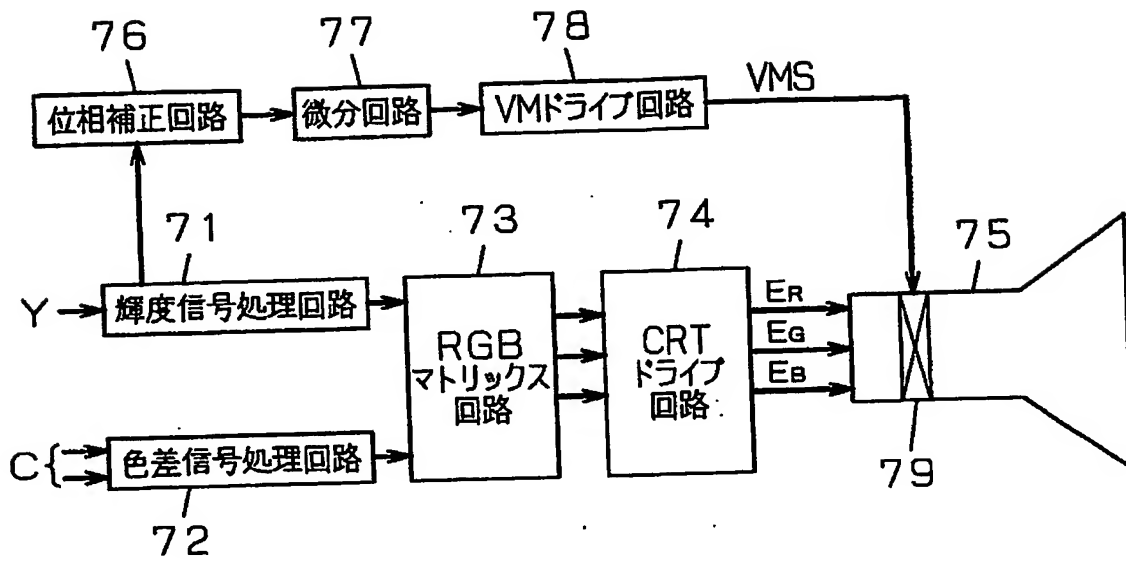 76
77
78
位相補正回路
微分回路
VMドライブ回路
VMS
71
73
74
75
Y
輝度信号処理回路
RGB
マトリックス
回路
CRT
ドライブ
回路
ER
EG
EB
C{
色差信号処理回路
72
79